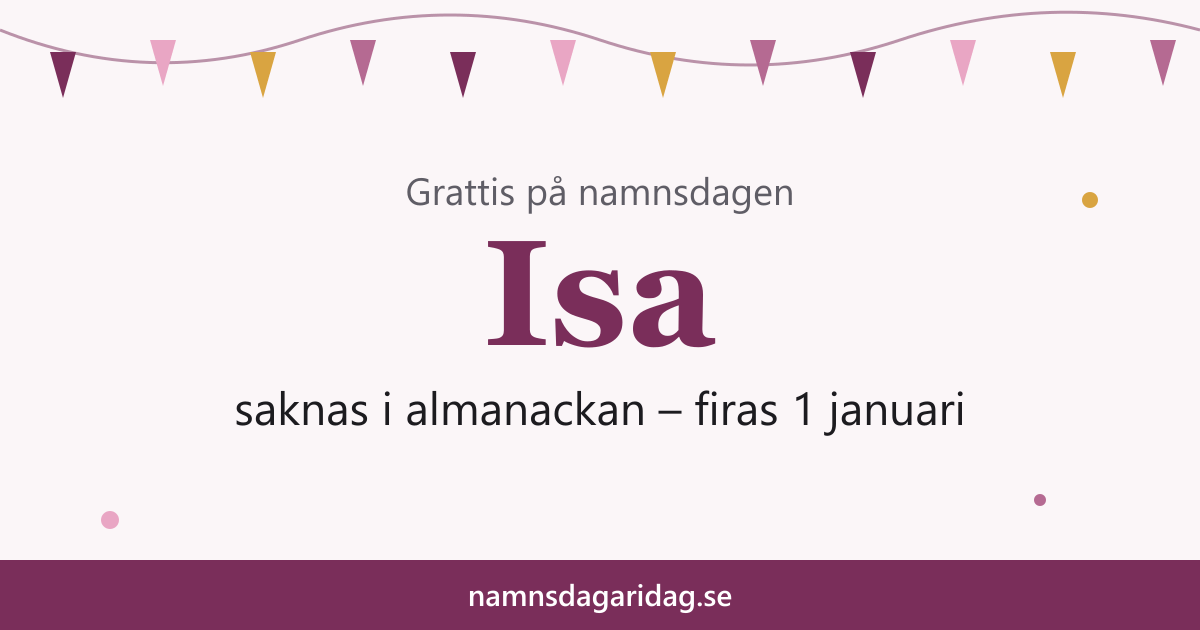 Grattis på namnsdagen
Isa
saknas i almanackan – firas 1 januari
namnsdagaridag.se